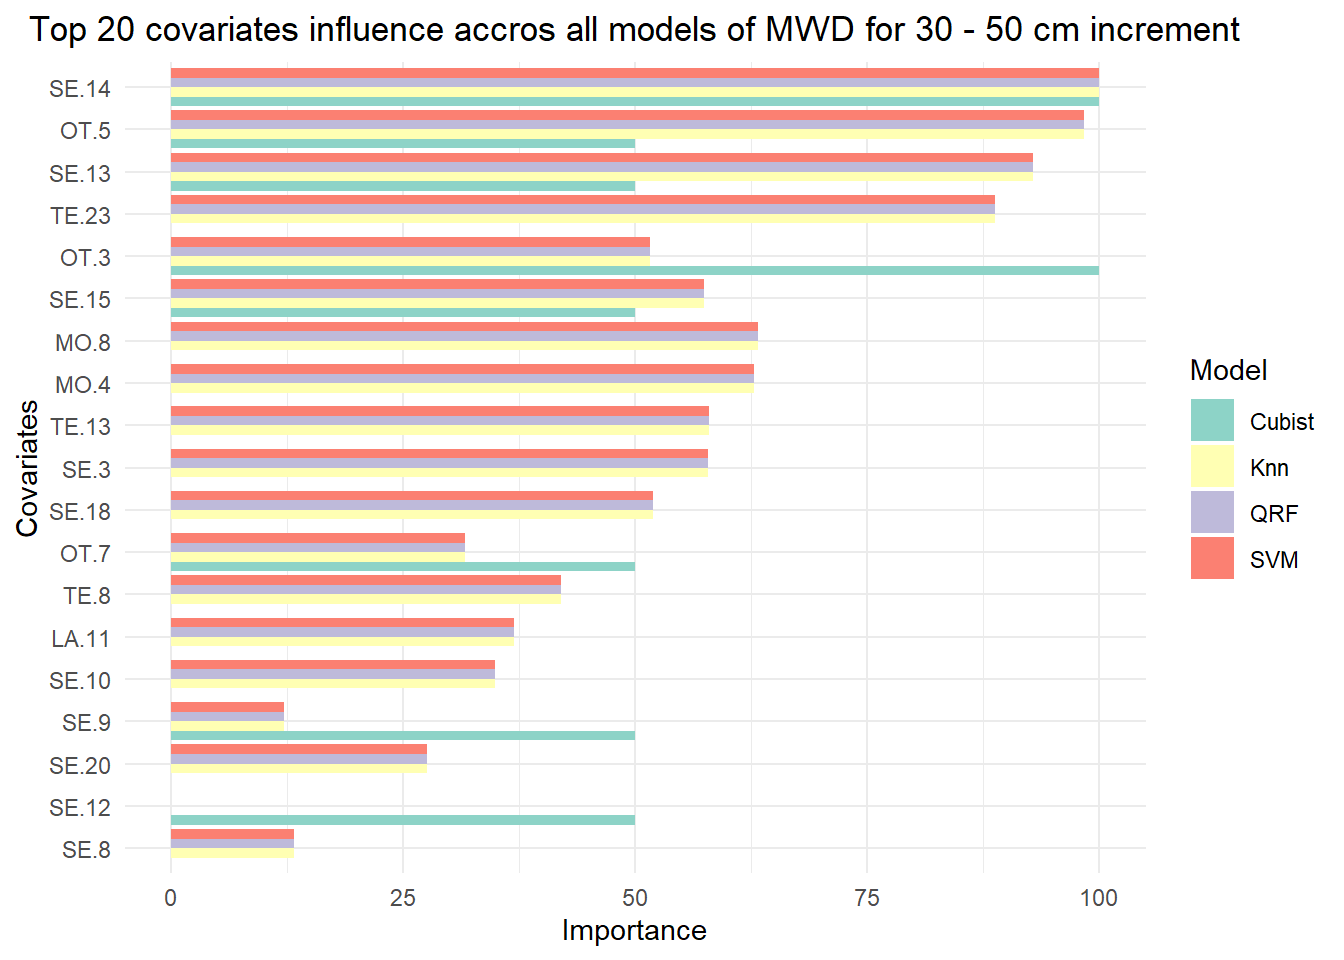 Top 20 covariates influence accros all models of MWD for 30 - 50 cm increment
SE.14
OT.5
SE.13
TE.23
OT.3
SE.15
MO.8
MO.4
TE.13
SE.3
SE.18
OT.7
TE.8
LA.11
SE.10
SE.9
SE.20
SE.12
SE.8
Covariates
0 25 50 75 100
Importance
Model
Cubist
Knn
QRF
SVM